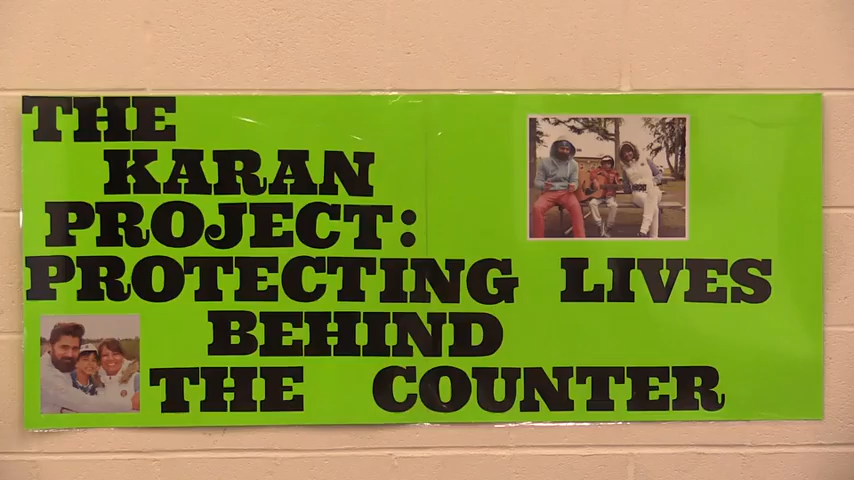 THE
KARAN
PROJECT:
PROTECTING LIVES
BEHIND
THE COUNTER